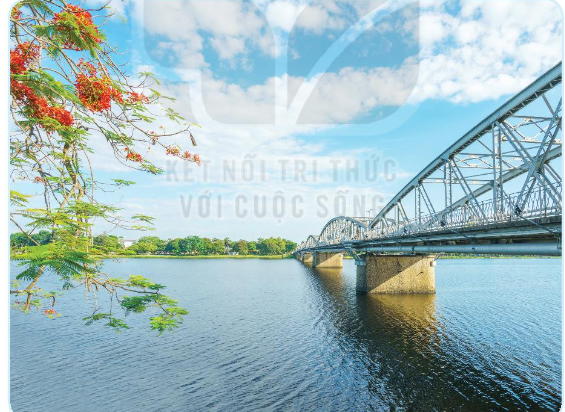 KẾT NỐI TRI THỨC
VỚI CUỘC SỐNG